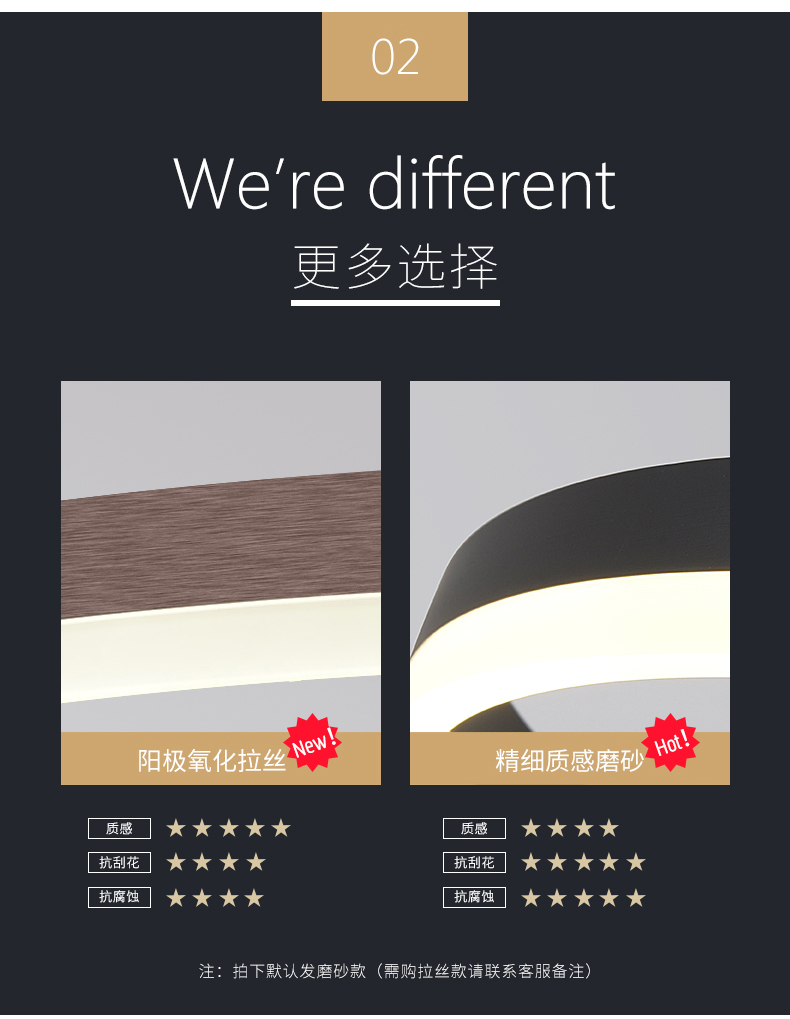 02
We're different
更多选择
阳极氧化拉丝 New!
精细质感磨砂 Hot!
质感 ★★★★★
抗刮花 ★★★★
抗腐蚀 ★★★★
质感 ★★★★
抗刮花 ★★★★★
抗腐蚀 ★★★★★
注：拍下默认发磨砂款（需购拉丝款请联系客服备注）